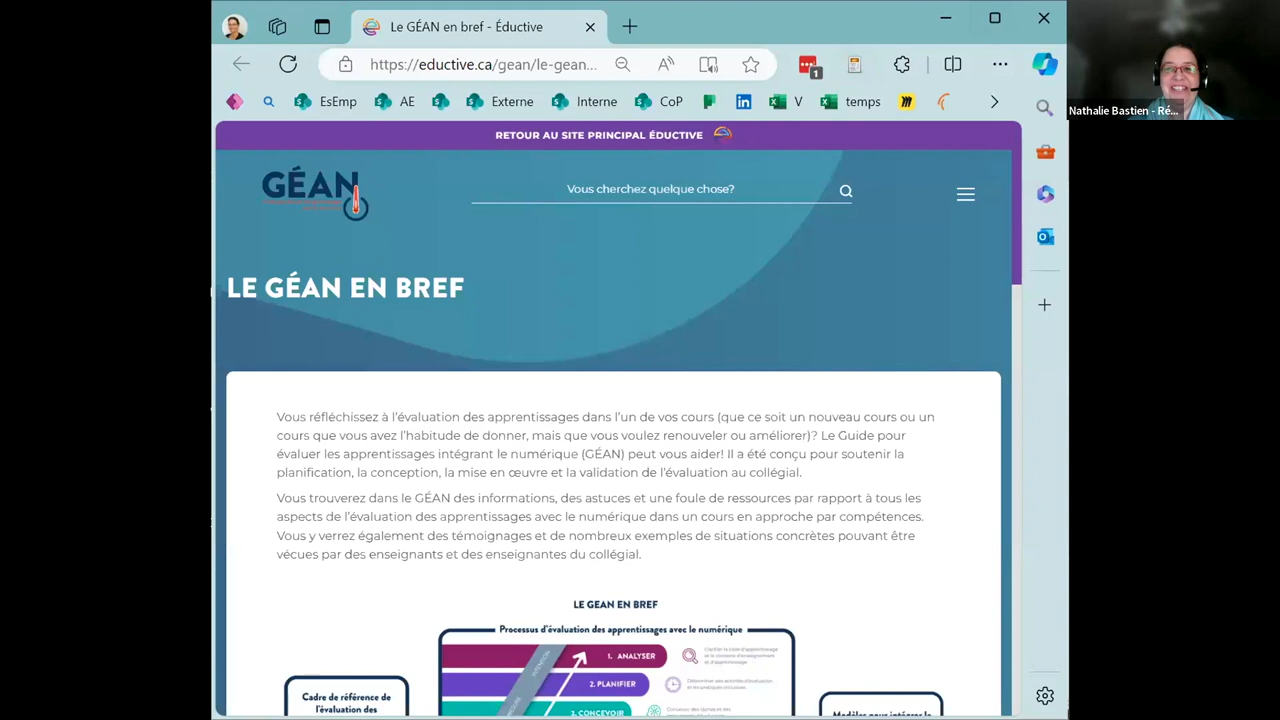 Le GÉAN en bref - Éductive
https://eductive.ca/gean/le-gean...
1
EsEmp
AE
Externe
Interne
CoP
V
temps
Nathalie Bastien - Ré...
RETOUR AU SITE PRINCIPAL ÉDUCTIVE
GÉAN
Vous cherchez quelque chose?
LE GÉAN EN BREF
Vous réfléchissez à l'évaluation des apprentissages dans l'un de vos cours (que ce soit un nouveau cours ou un
cours que vous avez l'habitude de donner, mais que vous voulez renouveler ou améliorer)? Le Guide pour
évaluer les apprentissages intégrant le numérique (GÉAN) peut vous aider! Il a été conçu pour soutenir la
planification, la conception, la mise en œuvre et la validation de l'évaluation au collégial.
Vous trouverez dans le GÉAN des informations, des astuces et une foule de ressources par rapport à tous les
aspects de l'évaluation des apprentissages avec le numérique dans un cours en approche par compétences.
Vous y verrez également des témoignages et de nombreux exemples de situations concrètes pouvant être
vécues par des enseignants et des enseignantes du collégial.
LE GEAN EN BREF
Processus d'évaluation des apprentissages avec le numérique
1. ANALYSER
2. PLANIFIER
3. CONCEVOIR
Cadre de référence de
l'évaluation des
Modèles pour intégrer le